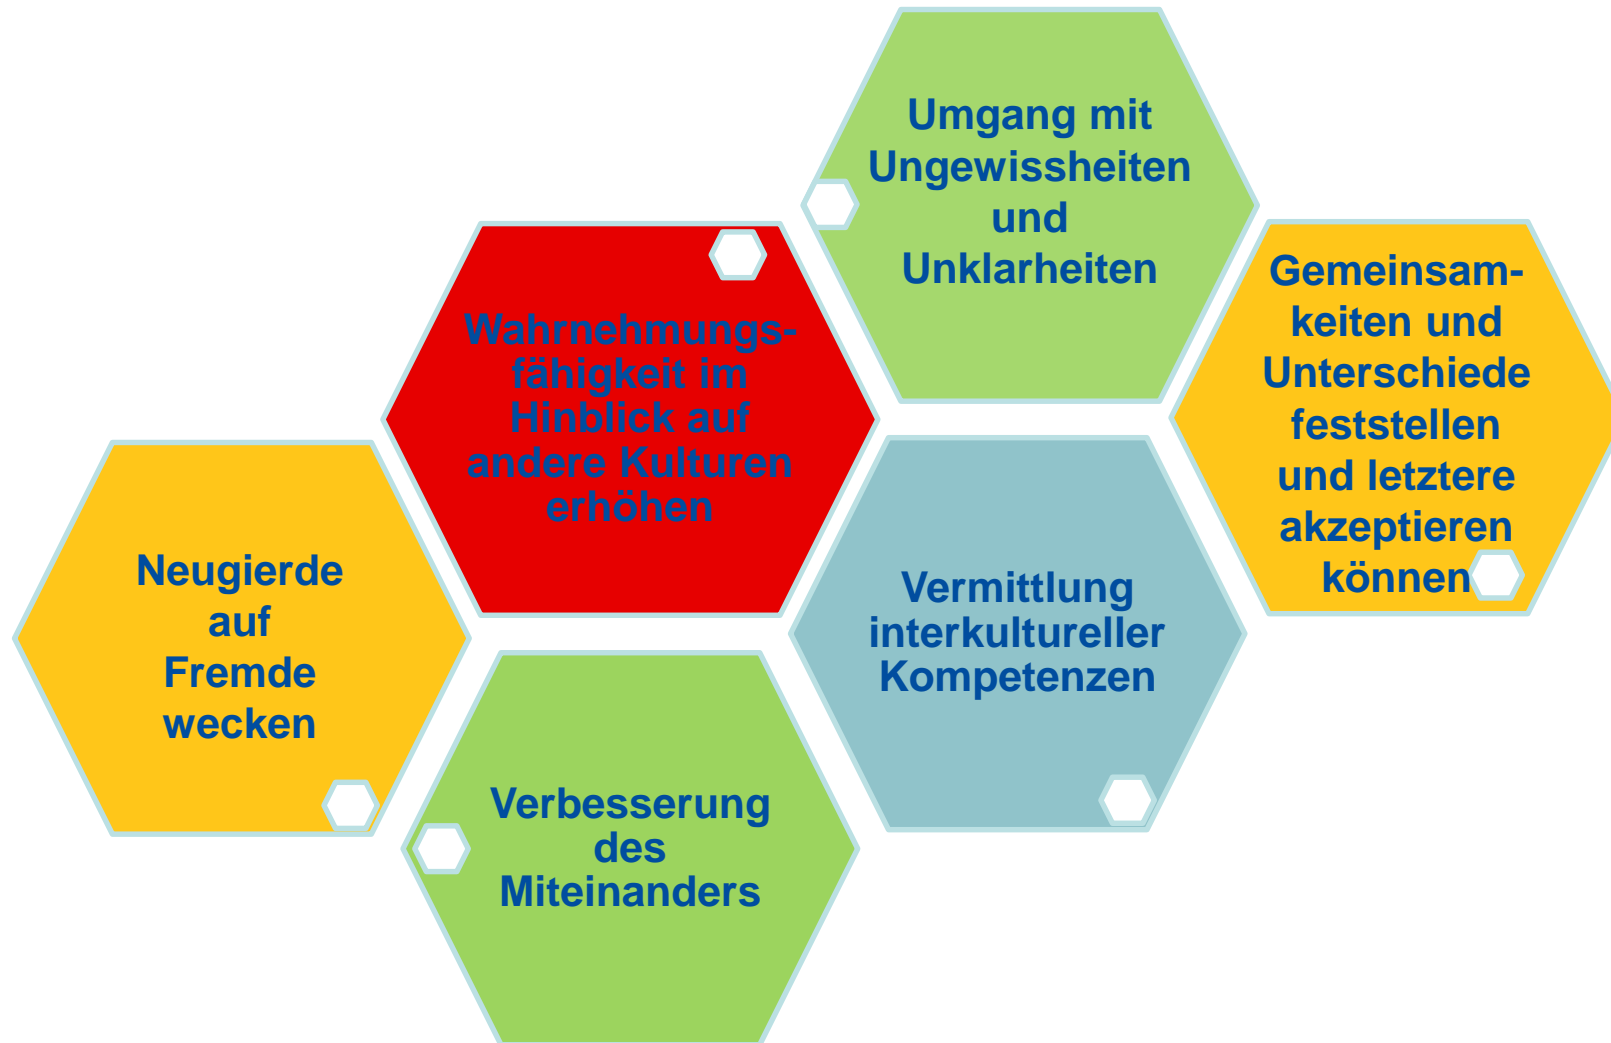 Umgang mit
Ungewissheiten
und
Unklarheiten
Gemeinsam-
keiten und
Unterschiede
feststellen
und letztere
akzeptieren
können
Wahrnehmungs-
fähigkeit im
Hinblick auf
andere Kulturen
erhöhen
Neugierde
auf
Fremde
wecken
Vermittlung
interkultureller
Kompetenzen
Verbesserung
des
Miteinanders